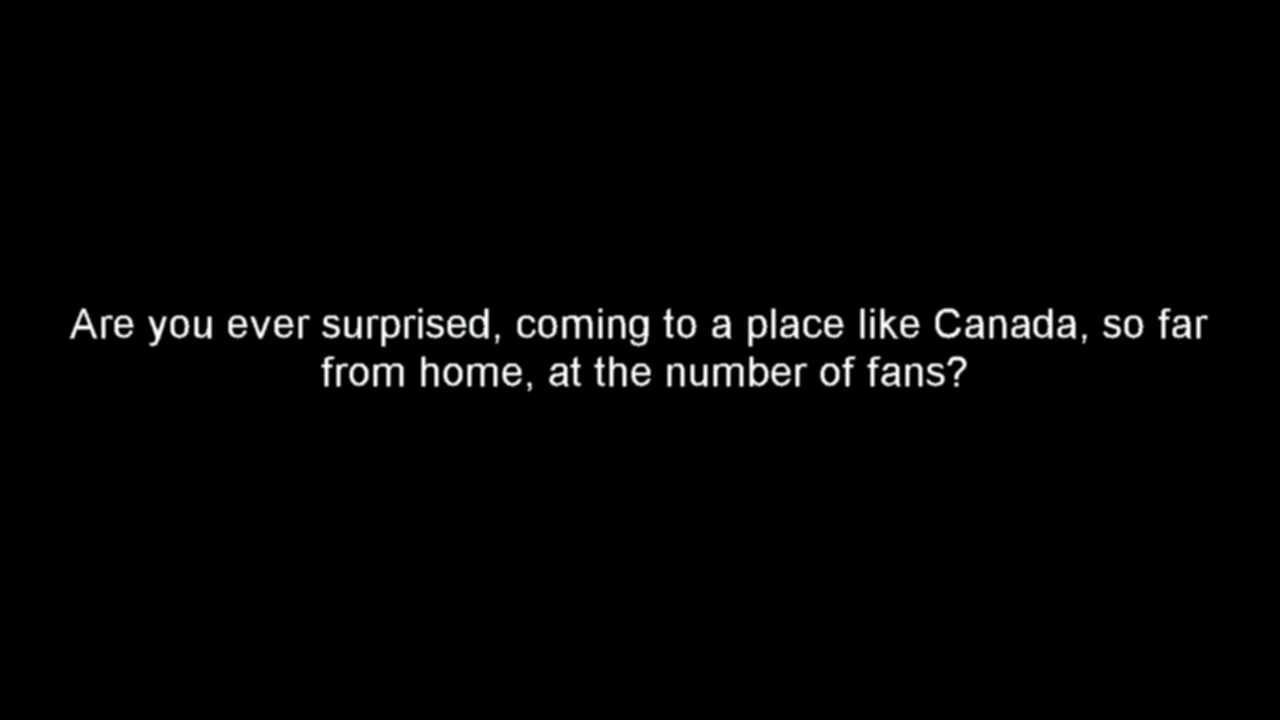 Are you ever surprised, coming to a place like Canada, so far
from home, at the number of fans?